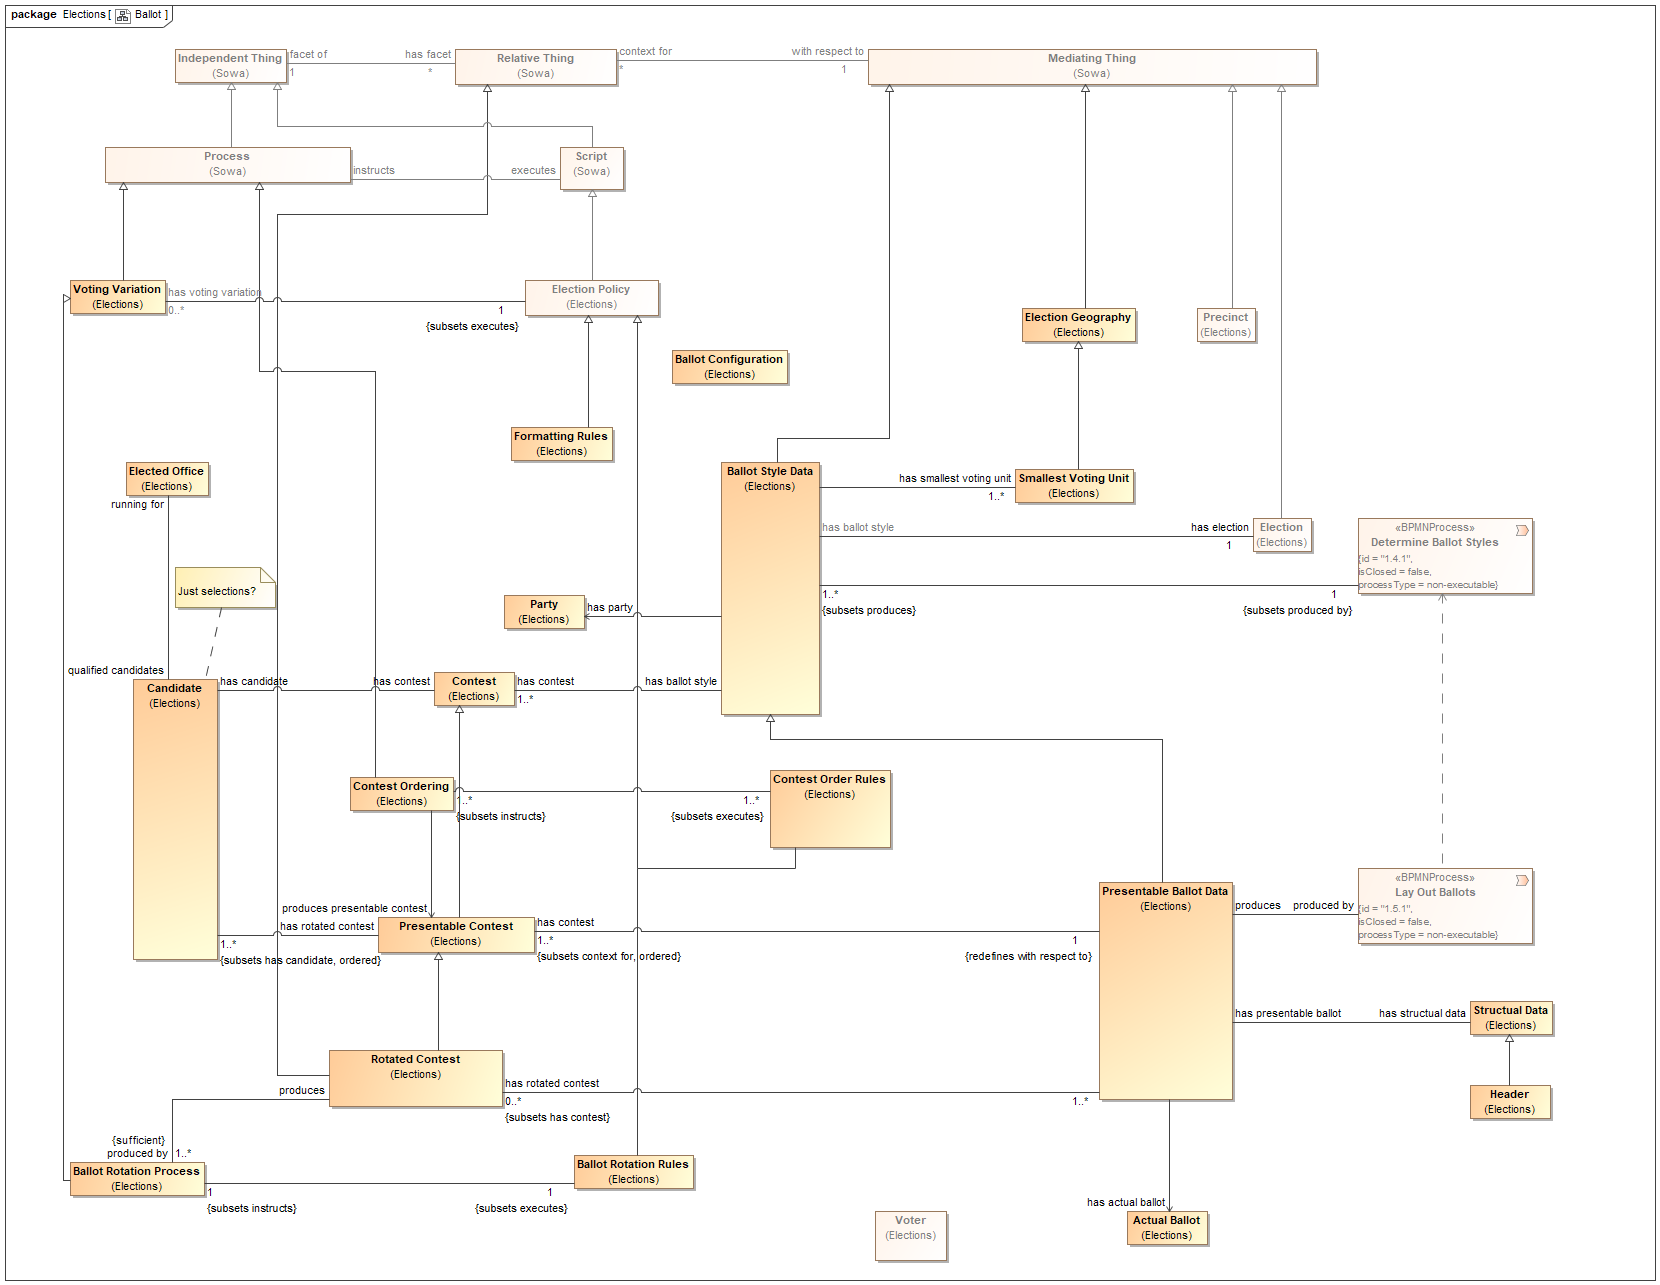 package Elections [ Ballot ]
Independent Thing
(Sowa)
facet of
1
has facet
*
Relative Thing
(Sowa)
context for
*
with respect to
1
Mediating Thing
(Sowa)
Process
(Sowa)
instructs
executes
Script
(Sowa)
Voting Variation
(Elections)
has voting variation
0..*
1
{subsets executes}
Election Policy
(Elections)
Election Geography
(Elections)
Precinct
(Elections)
Ballot Configuration
(Elections)
Formatting Rules
(Elections)
Elected Office
(Elections)
running for
Ballot Style Data
(Elections)
has smallest voting unit
1..*
Smallest Voting Unit
(Elections)
has ballot style
has election
1
Election
(Elections)
«BPMNProcess»
Determine Ballot Styles
{id = "1.4.1",
isClosed = false,
processType = non-executable}
1..*
{subsets produces}
1
{subsets produced by}
Just selections?
Party
(Elections)
has party
qualified candidates
Candidate
(Elections)
has candidate
has contest
Contest
(Elections)
has contest
1..*
has ballot style
Contest Ordering
(Elections)
1..*
{subsets instructs}
1..*
{subsets executes}
Contest Order Rules
(Elections)
produces presentable contest
has rotated contest
1..*
{subsets has candidate, ordered}
Presentable Contest
(Elections)
has contest
1..*
{subsets context for, ordered}
1
{redefines with respect to}
Presentable Ballot Data
(Elections)
produces
produced by
«BPMNProcess»
Lay Out Ballots
{id = "1.5.1",
isClosed = false,
processType = non-executable}
has presentable ballot
has structual data
Structual Data
(Elections)
Header
(Elections)
Rotated Contest
(Elections)
has rotated contest
0..*
{subsets has contest}
1..*
produces
{sufficient}
produced by
1..*
Ballot Rotation Process
(Elections)
1
{subsets instructs}
1
{subsets executes}
Ballot Rotation Rules
(Elections)
Voter
(Elections)
has actual ballot
Actual Ballot
(Elections)